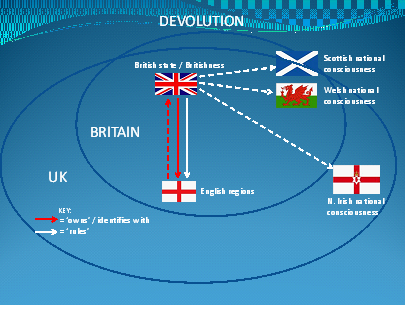 DEVOLUTION
British state / Britishness
Scottish national
consciousness
Welsh national
consciousness
BRITAIN
UK
English regions
N. Irish national
consciousness
KEY:
= 'owns' / identifies with
= 'rules'